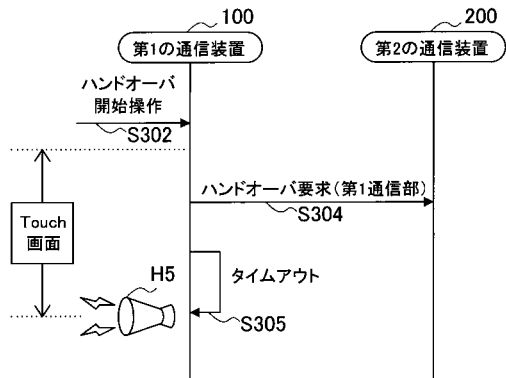 100
200
第1の通信装置
第2の通信装置
ハンドオーバ
開始操作
S302
ハンドオーバ要求(第1通信部)
S304
Touch
画面
H5
タイムアウト
S305